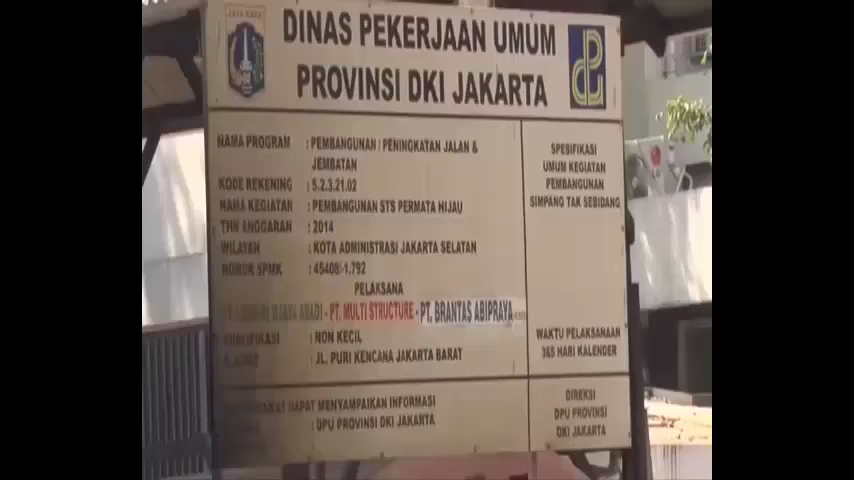 JAYA RAYA
DINAS PEKERJAAN UMUM
PROVINSI DKI JAKARTA
NAMA PROGRAM : PEMBANGUNAN / PENINGKATAN JALAN &
JEMBATAN
KODE REKENING : 5.2.3.21.02
NAMA KEGIATAN : PEMBANGUNAN STS PERMATA HIJAU
THN ANGGARAN : 2014
WILAYAH : KOTA ADMINISTRASI JAKARTA SELATAN
NOMOR SPMK : 45408/-1.792
PELAKSANA
DJAYA ABADI - PT. MULTI STRUCTURE - PT. BRANTAS ABIPRAYA
: NON KECIL
: JL. PURI KENCANA JAKARTA BARAT
DAPAT MENYAMPAIKAN INFORMASI
: DPU PROVINSI DKI JAKARTA
SPESIFIKASI
UMUM KEGIATAN
PEMBANGUNAN
SIMPANG TAK SEBIDANG
WAKTU PELAKSANAAN
365 HARI KALENDER
DIREKSI
DPU PROVINSI
DKI JAKARTA